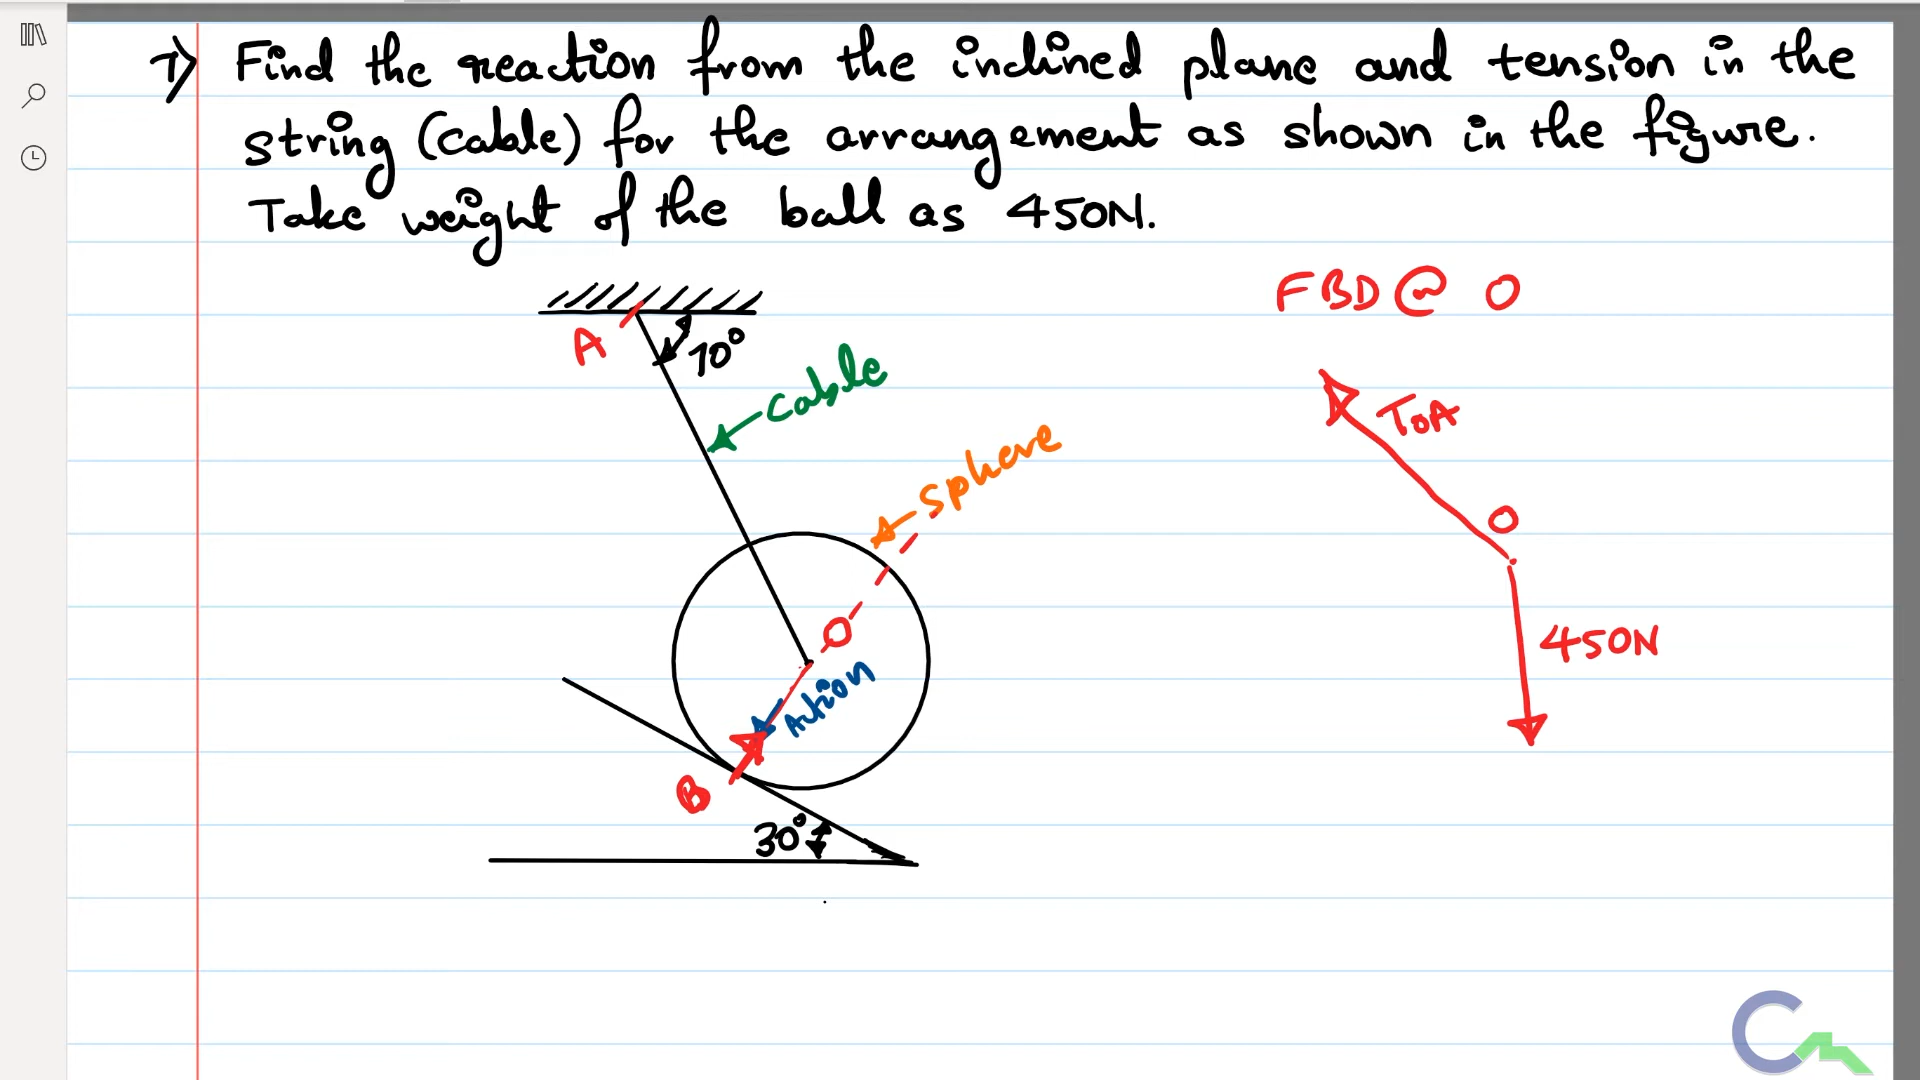 7) Find the reaction from the inclined plane and tension in the
string (cable) for the arrangement as shown in the figure.
Take weight of the ball as 450N.
FBD @ O
A
70°
Cable
TOA
Sphere
O
O
450N
Action
B
30°